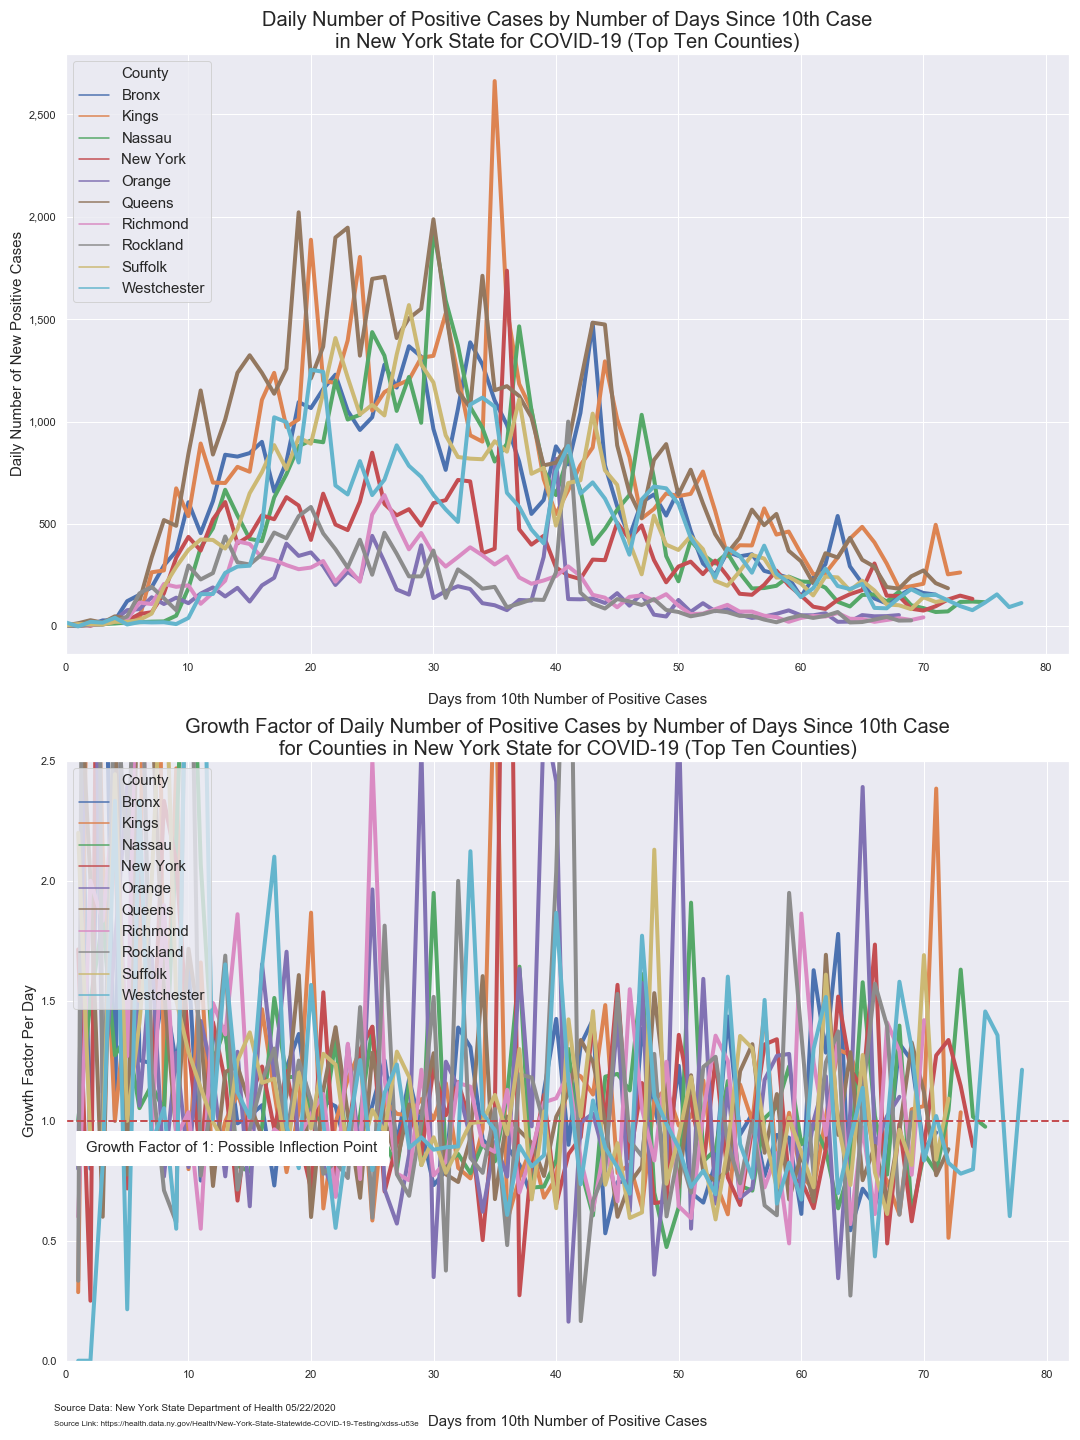 Daily Number of Positive Cases by Number of Days Since 10th Case
in New York State for COVID-19 (Top Ten Counties)
Daily Number of New Positive Cases
2,500
2,000
1,500
1,000
500
0
County
Bronx
Kings
Nassau
New York
Orange
Queens
Richmond
Rockland
Suffolk
Westchester
0 10 20 30 40 50 60 70 80
Days from 10th Number of Positive Cases
Growth Factor of Daily Number of Positive Cases by Number of Days Since 10th Case
for Counties in New York State for COVID-19 (Top Ten Counties)
Growth Factor Per Day
2.5
2.0
1.5
1.0
0.5
0.0
County
Bronx
Kings
Nassau
New York
Orange
Queens
Richmond
Rockland
Suffolk
Westchester
Growth Factor of 1: Possible Inflection Point
0 10 20 30 40 50 60 70 80
Source Data: New York State Department of Health 05/22/2020
Source Link: https://health.data.ny.gov/Health/New-York-State-Statewide-COVID-19-Testing/xdss-u53e
Days from 10th Number of Positive Cases